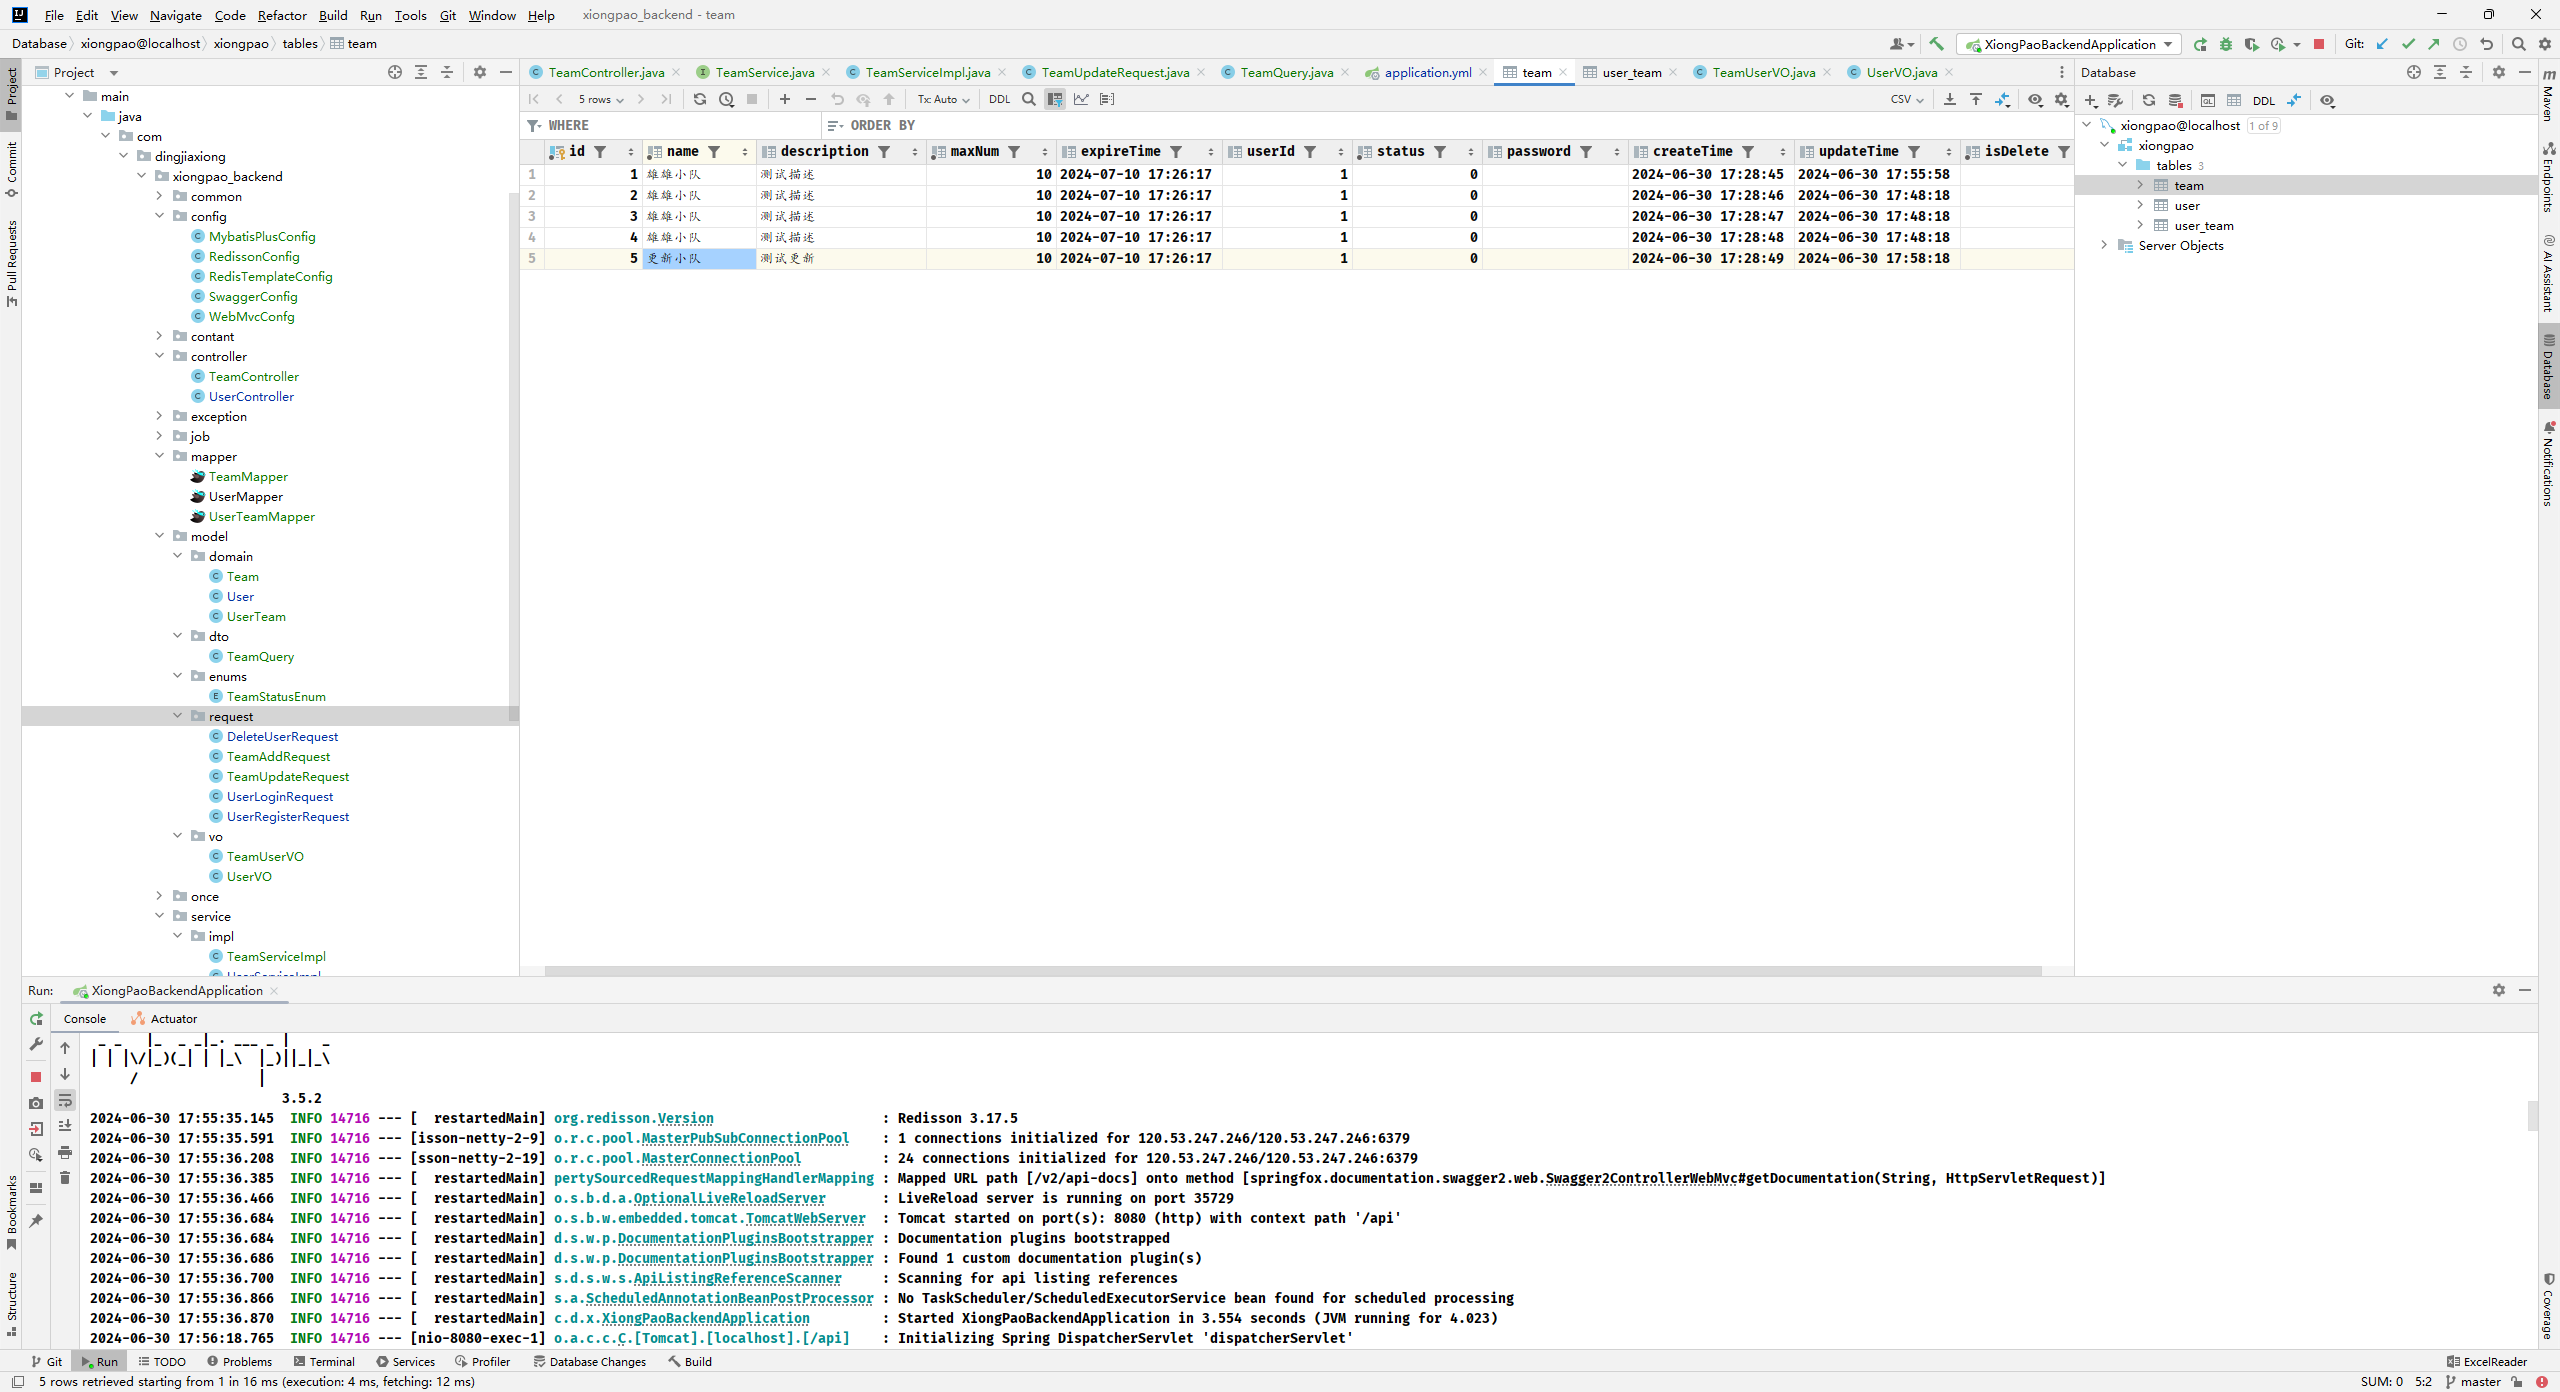 File Edit View Navigate Code Refactor Build Run Tools Git Window Help xiongpao_backend - team
Database xiongpao@localhost xiongpao tables team
XiongPaoBackendApplication Git:
Project
TeamController.java TeamService.java TeamServiceImpl.java TeamUpdateRequest.java TeamQuery.java application.yml team user_team TeamUserVO.java UserVO.java
Database
5 rows Tx: Auto DDL CSV
DDL
WHERE ORDER BY
id name description maxNum expireTime userId status password createTime updateTime isDelete
1 1 雄雄小队 测试描述 10 2024-07-10 17:26:17 1 0 2024-06-30 17:28:45 2024-06-30 17:55:58
2 2 雄雄小队 测试描述 10 2024-07-10 17:26:17 1 0 2024-06-30 17:28:46 2024-06-30 17:48:18
3 3 雄雄小队 测试描述 10 2024-07-10 17:26:17 1 0 2024-06-30 17:28:47 2024-06-30 17:48:18
4 4 雄雄小队 测试描述 10 2024-07-10 17:26:17 1 0 2024-06-30 17:28:48 2024-06-30 17:48:18
5 5 更新小队 测试更新 10 2024-07-10 17:26:17 1 0 2024-06-30 17:28:49 2024-06-30 17:58:18
xiongpao@localhost 1 of 9
xiongpao
tables 3
team
user
user_team
Server Objects
Project
Commit
Pull Requests
Bookmarks
Structure
main
java
com
dingjiaxiong
xiongpao_backend
common
config
MybatisPlusConfig
RedissonConfig
RedisTemplateConfig
SwaggerConfig
WebMvcConfg
contant
controller
TeamController
UserController
exception
job
mapper
TeamMapper
UserMapper
UserTeamMapper
model
domain
Team
User
UserTeam
dto
TeamQuery
enums
TeamStatusEnum
request
DeleteUserRequest
TeamAddRequest
TeamUpdateRequest
UserLoginRequest
UserRegisterRequest
vo
TeamUserVO
UserVO
once
service
impl
TeamServiceImpl
UserServiceImpl
Maven
Endpoints
AI Assistant
Database
Notifications
Coverage
Run: XiongPaoBackendApplication
Console Actuator
3.5.2
2024-06-30 17:55:35.145 INFO 14716 --- [ restartedMain] org.redisson.Version : Redisson 3.17.5
2024-06-30 17:55:35.591 INFO 14716 --- [isson-netty-2-9] o.r.c.pool.MasterPubSubConnectionPool : 1 connections initialized for 120.53.247.246/120.53.247.246:6379
2024-06-30 17:55:36.208 INFO 14716 --- [sson-netty-2-19] o.r.c.pool.MasterConnectionPool : 24 connections initialized for 120.53.247.246/120.53.247.246:6379
2024-06-30 17:55:36.385 INFO 14716 --- [ restartedMain] pertySourcedRequestMappingHandlerMapping : Mapped URL path [/v2/api-docs] onto method [springfox.documentation.swagger2.web.Swagger2ControllerWebMvc#getDocumentation(String, HttpServletRequest)]
2024-06-30 17:55:36.466 INFO 14716 --- [ restartedMain] o.s.b.d.a.OptionalLiveReloadServer : LiveReload server is running on port 35729
2024-06-30 17:55:36.684 INFO 14716 --- [ restartedMain] o.s.b.w.embedded.tomcat.TomcatWebServer : Tomcat started on port(s): 8080 (http) with context path '/api'
2024-06-30 17:55:36.684 INFO 14716 --- [ restartedMain] d.s.w.p.DocumentationPluginsBootstrapper : Documentation plugins bootstrapped
2024-06-30 17:55:36.686 INFO 14716 --- [ restartedMain] d.s.w.p.DocumentationPluginsBootstrapper : Found 1 custom documentation plugin(s)
2024-06-30 17:55:36.700 INFO 14716 --- [ restartedMain] s.d.s.w.s.ApiListingReferenceScanner : Scanning for api listing references
2024-06-30 17:55:36.866 INFO 14716 --- [ restartedMain] s.a.ScheduledAnnotationBeanPostProcessor : No TaskScheduler/ScheduledExecutorService bean found for scheduled processing
2024-06-30 17:55:36.870 INFO 14716 --- [ restartedMain] c.d.x.XiongPaoBackendApplication : Started XiongPaoBackendApplication in 3.554 seconds (JVM running for 4.023)
2024-06-30 17:56:18.765 INFO 14716 --- [nio-8080-exec-1] o.a.c.c.C.[Tomcat].[localhost].[/api] : Initializing Spring DispatcherServlet 'dispatcherServlet'
Git Run TODO Problems Terminal Services Profiler Database Changes Build ExcelReader
5 rows retrieved starting from 1 in 16 ms (execution: 4 ms, fetching: 12 ms) SUM: 0 5:2 master